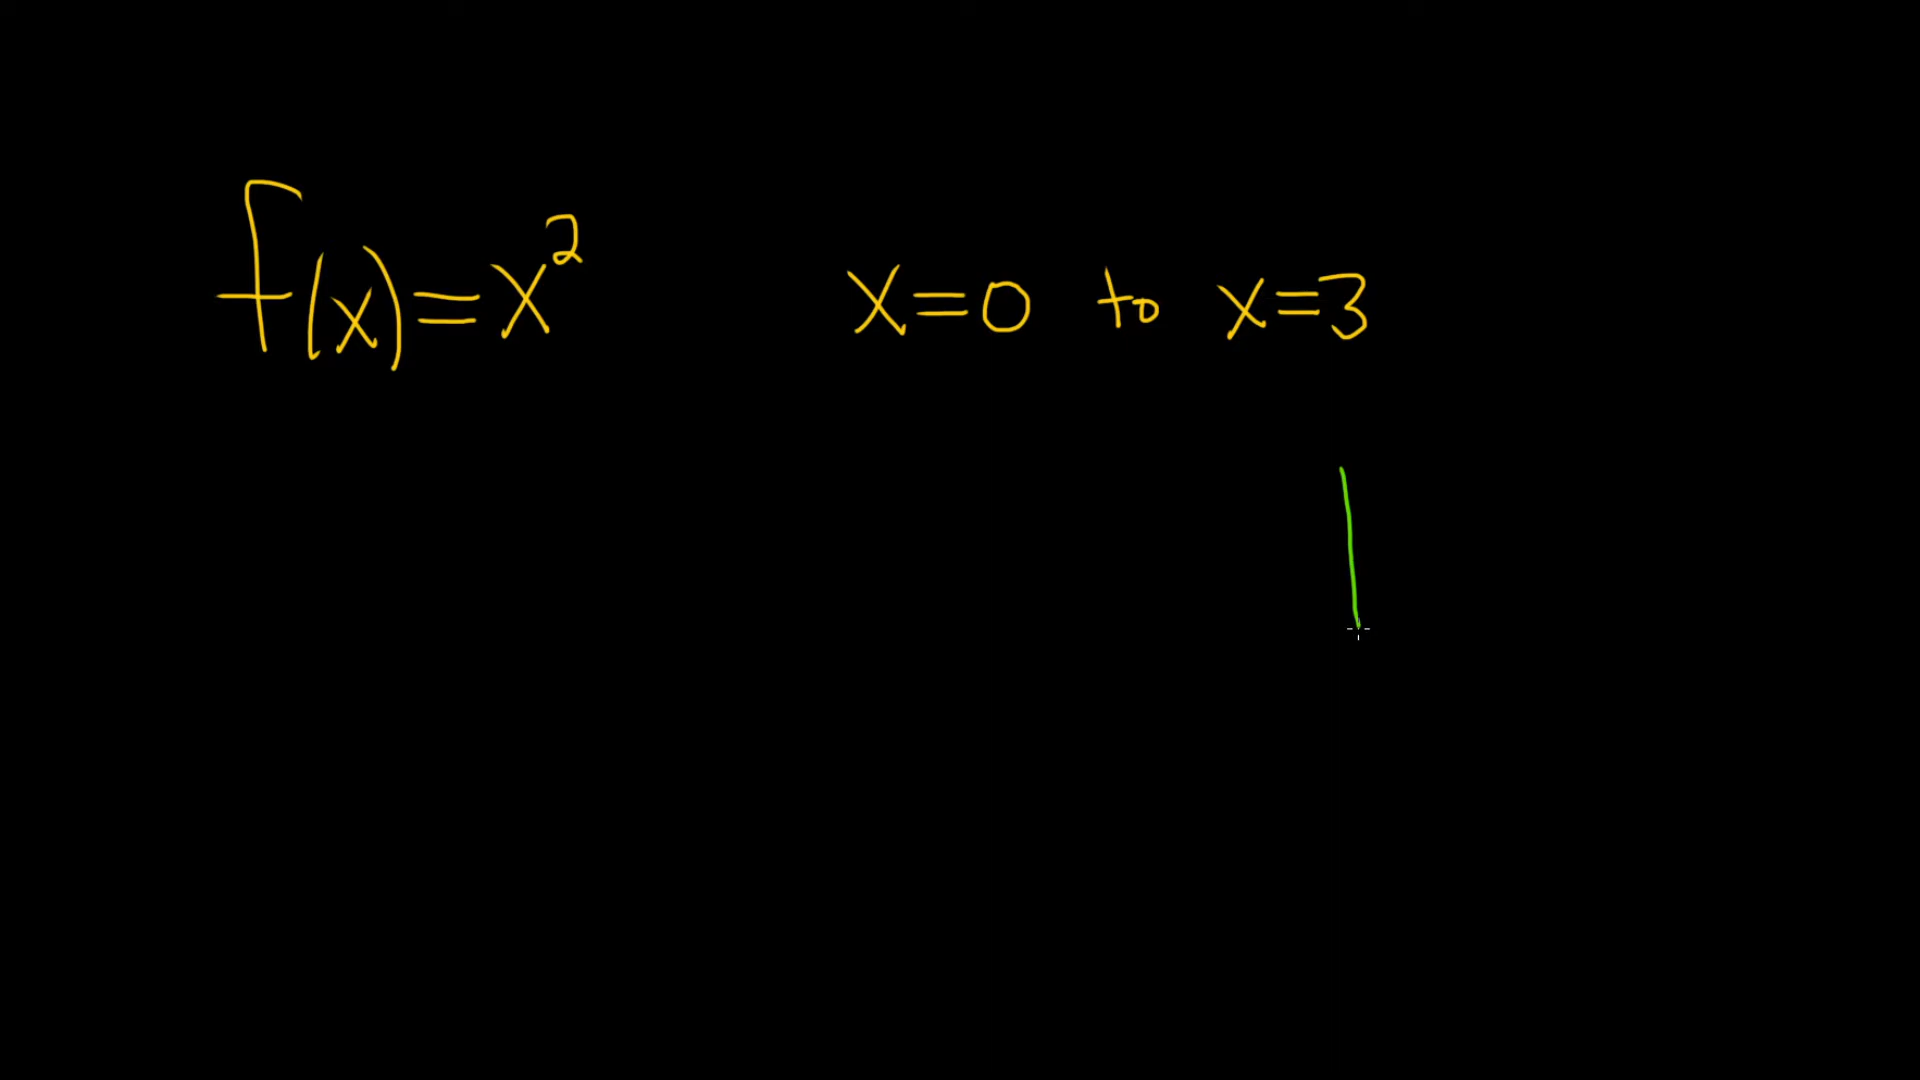 f(x)=x² x=0 to x=3